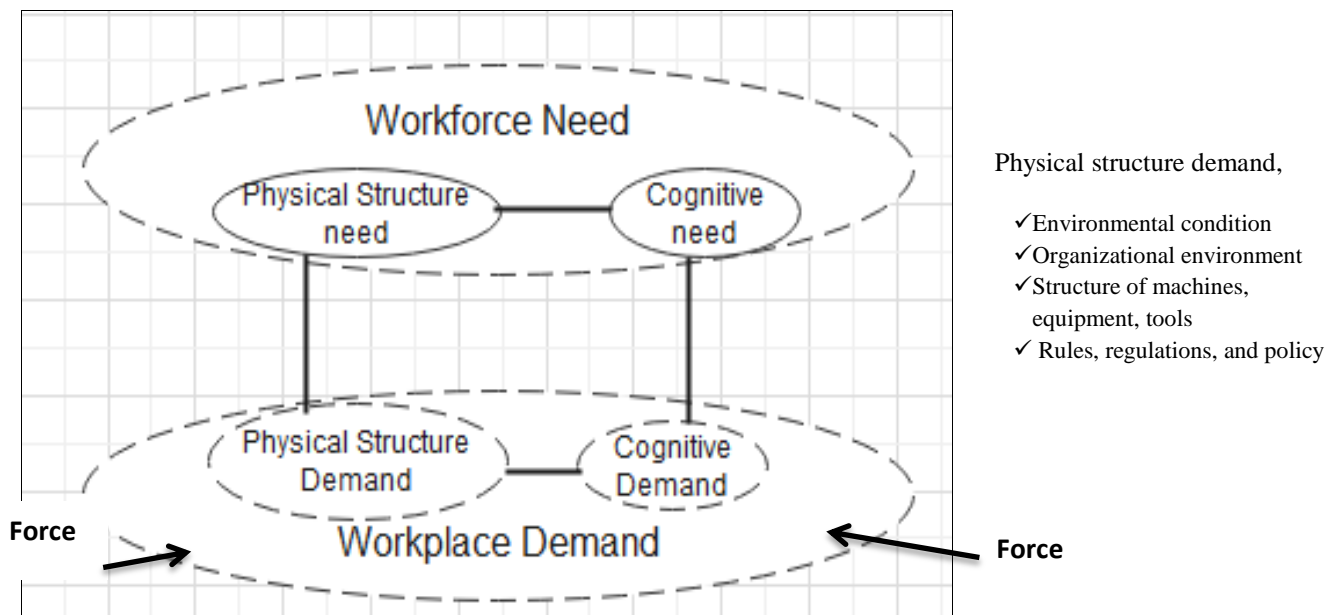 Workforce Need
Physical Structure
need
Cognitive
need
Physical structure demand,
✓Environmental condition
✓Organizational environment
✓Structure of machines,
equipment, tools
✓ Rules, regulations, and policy
Physical Structure
Demand
Cognitive
Demand
Force
Workplace Demand
Force